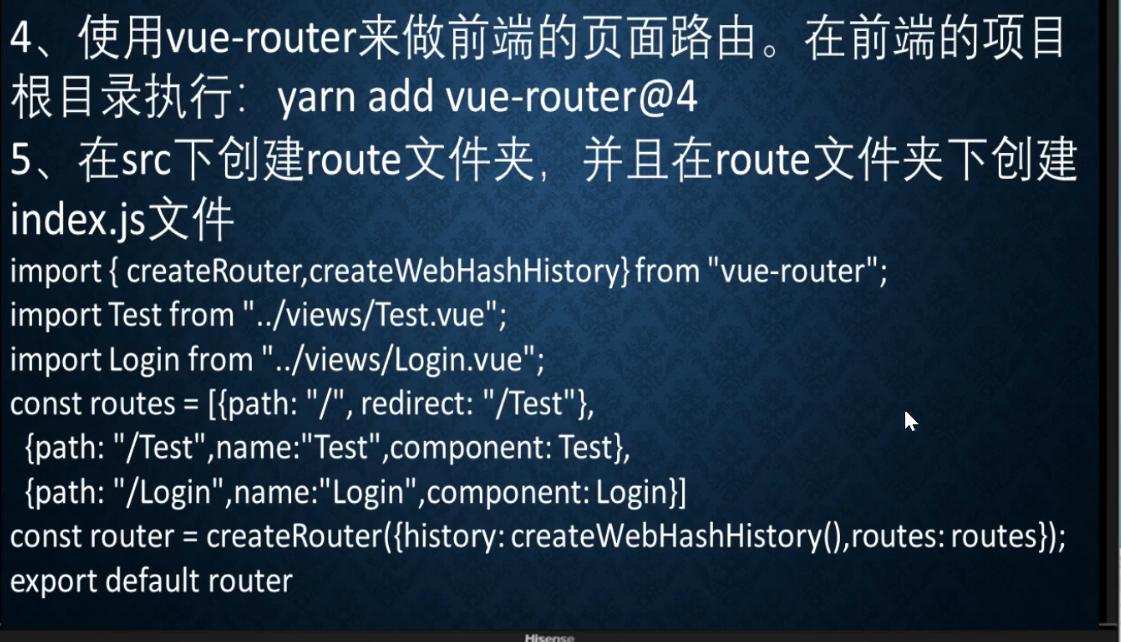 4、使用vue-router来做前端的页面路由。在前端的项目
根目录执行： yarn add vue-router@4
5、在src下创建route文件夹，并且在route文件夹下创建
index.js文件
import { createRouter,createWebHashHistory}from "vue-router";
import Test from "../views/Test.vue";
import Login from "../views/Login.vue";
const routes = [{path: "/", redirect: "/Test"},
{path: "/Test",name:"Test",component: Test},
{path: "/Login",name:"Login",component: Login}]
const router = createRouter({history: createWebHashHistory(),routes: routes});
export default router
Hisense